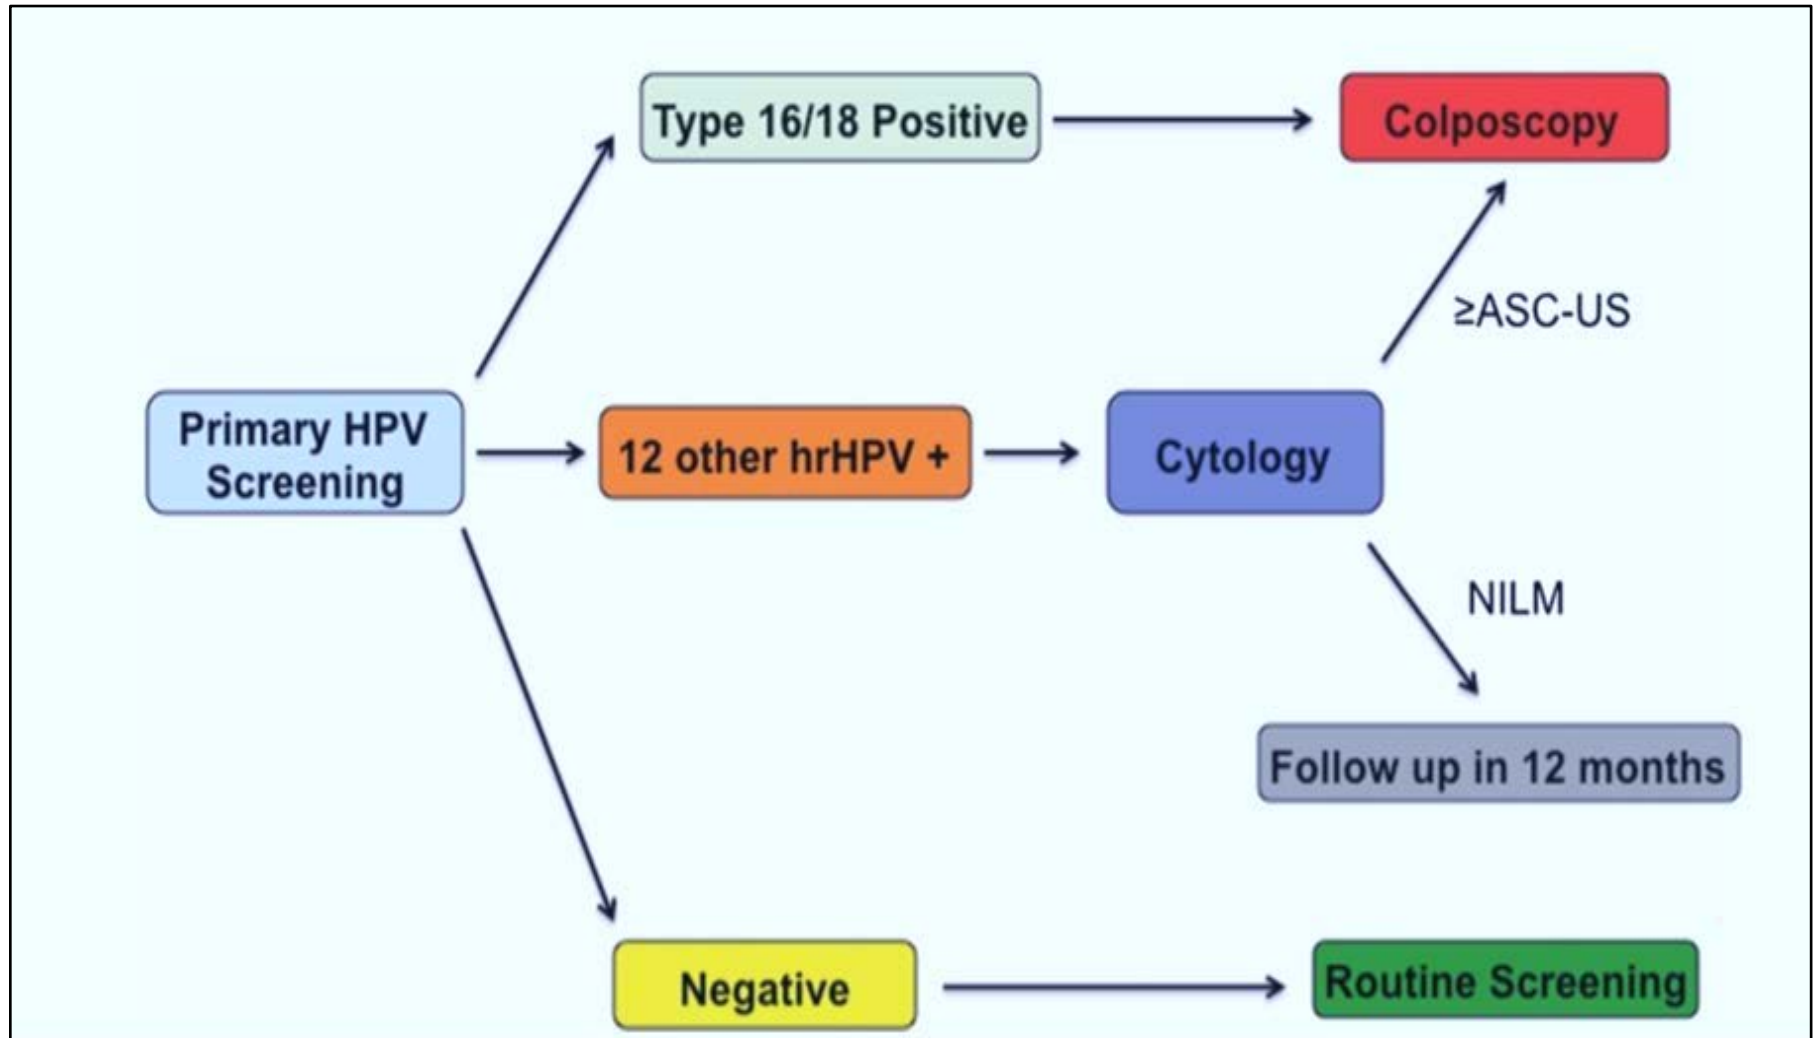 Type 16/18 Positive
Colposcopy
≥ASC-US
Primary HPV
Screening
12 other hrHPV +
Cytology
NILM
Follow up in 12 months
Negative
Routine Screening